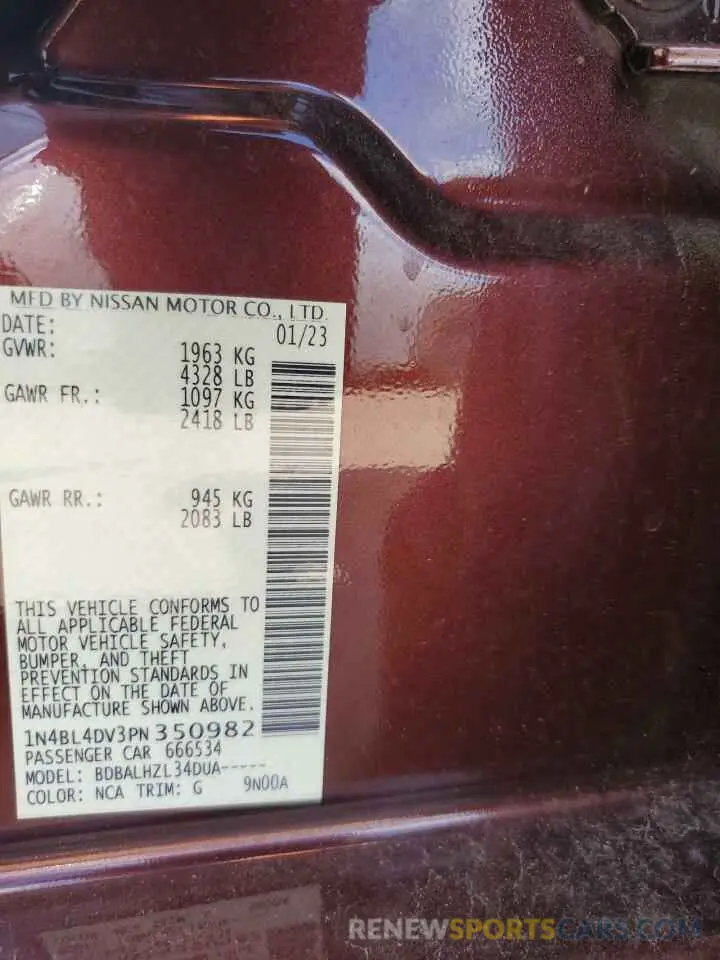 MFD BY NISSAN MOTOR CO., LTD.
DATE: 01/23
GVWR: 1963 KG
4328 LB
GAWR FR.: 1097 KG
2418 LB
GAWR RR.: 945 KG
2083 LB
THIS VEHICLE CONFORMS TO
ALL APPLICABLE FEDERAL
MOTOR VEHICLE SAFETY,
BUMPER, AND THEFT
PREVENTION STANDARDS IN
EFFECT ON THE DATE OF
MANUFACTURE SHOWN ABOVE.
1N4BL4DV3PN350982
PASSENGER CAR 666534
MODEL: BDBALHZL34DUA-----
COLOR: NCA TRIM: G 9N00A
RENEWSPORTSCARS.COM